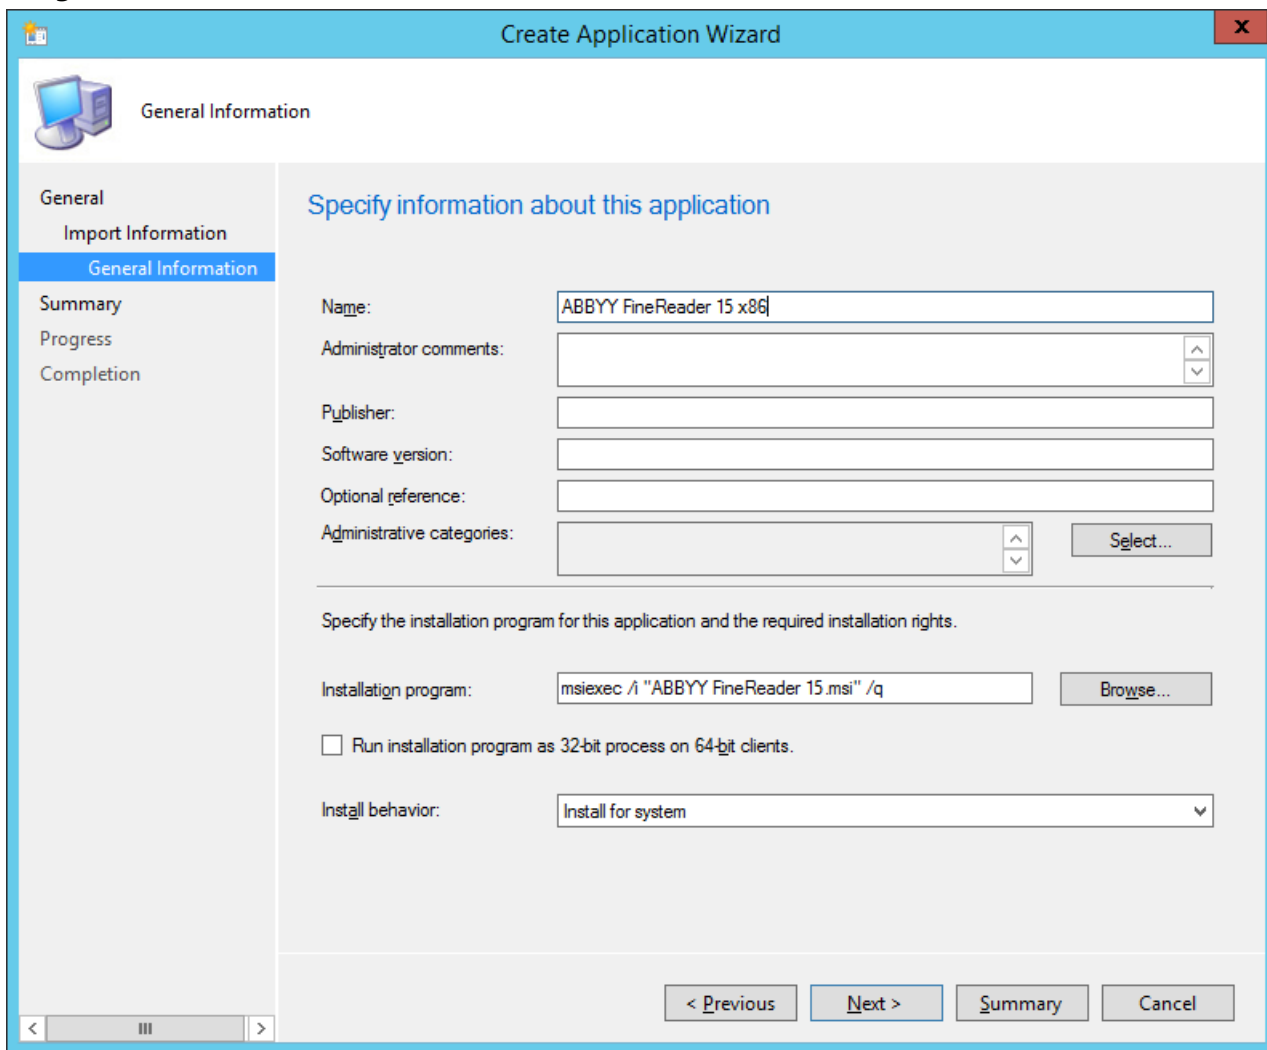 Create Application Wizard
X
General Information
General
Import Information
General Information
Summary
Progress
Completion
Specify information about this application
Name:
ABBYY FineReader 15 x86
Administrator comments:
Publisher:
Software version:
Optional reference:
Administrative categories:
Select...
Specify the installation program for this application and the required installation rights.
Installation program:
msiexec /i "ABBYY FineReader 15.msi" /q
Browse...
Run installation program as 32-bit process on 64-bit clients.
Install behavior:
Install for system
< Previous
Next >
Summary
Cancel